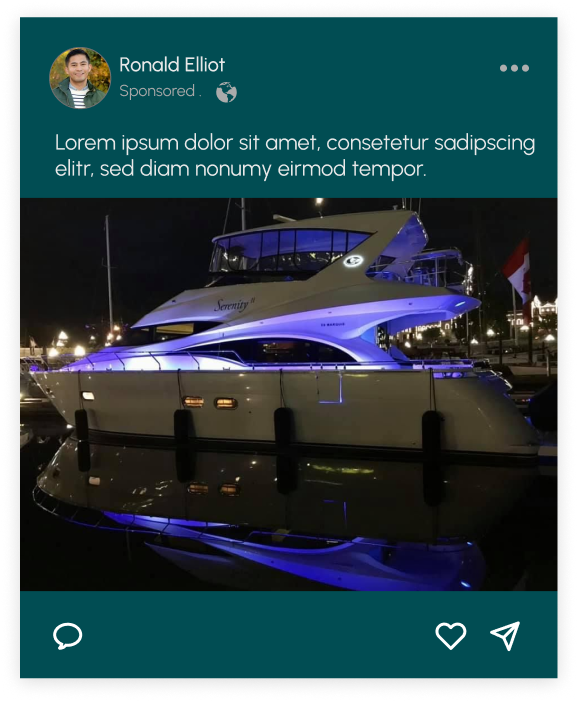 Ronald Elliot
Sponsored .
Lorem ipsum dolor sit amet, consetetur sadipscing
elitr, sed diam nonumy eirmod tempor.
Serenity